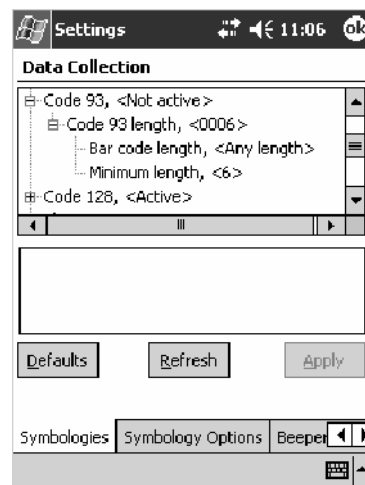 Settings 11:06 ok
Data Collection
Code 93, <Not active>
Code 93 length, <0006>
Bar code length, <Any length>
Minimum length, <6>
Code 128, <Active>
Defaults Refresh Apply
Symbologies Symbology Options Beeper